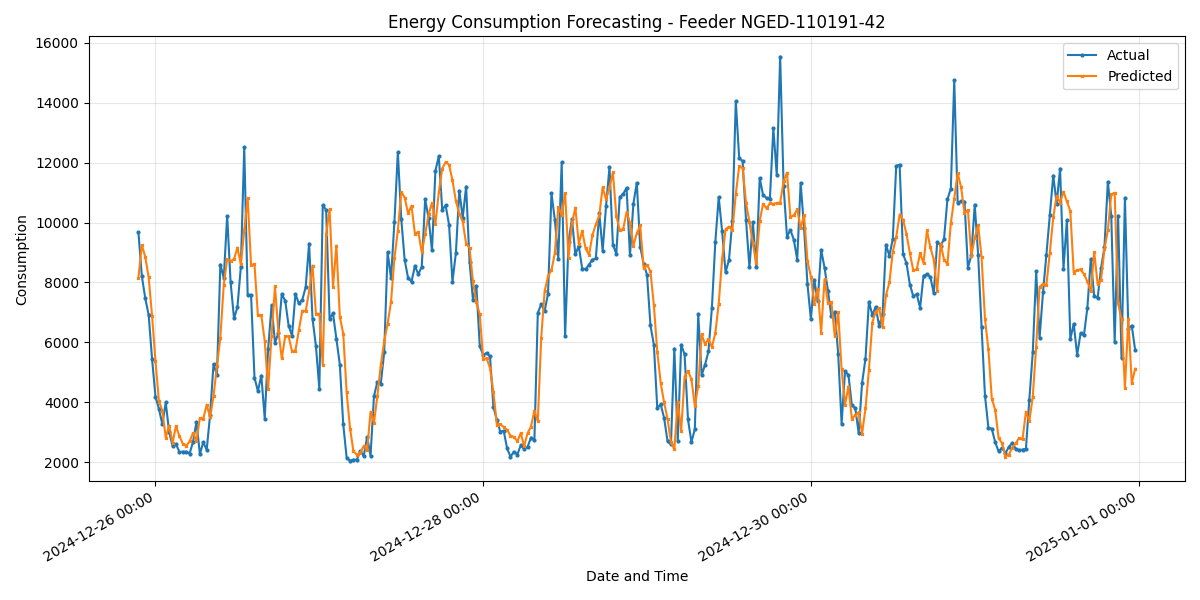 Energy Consumption Forecasting - Feeder NGED-110191-42
16000
14000
12000
10000
8000
6000
4000
2000
Consumption
Actual
Predicted
2024-12-26 00:00
2024-12-28 00:00
2024-12-30 00:00
2025-01-01 00:00
Date and Time